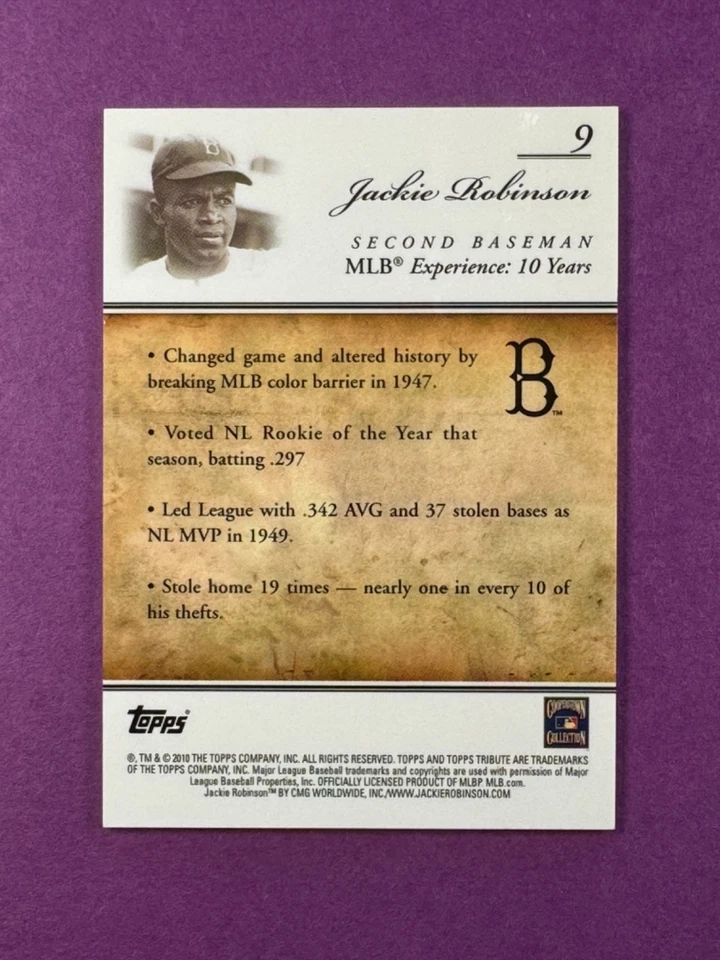 B
9
Jackie Robinson
SECOND BASEMAN
MLB® Experience: 10 Years
• Changed game and altered history by
breaking MLB color barrier in 1947.
B™
• Voted NL Rookie of the Year that
season, batting .297
• Led League with .342 AVG and 37 stolen bases as
NL MVP in 1949.
• Stole home 19 times — nearly one in every 10 of
his thefts.
Topps®
COOPERSTOWN
COLLECTION
®, TM & © 2010 THE TOPPS COMPANY, INC. ALL RIGHTS RESERVED. TOPPS AND TOPPS TRIBUTE ARE TRADEMARKS
OF THE TOPPS COMPANY, INC. Major League Baseball trademarks and copyrights are used with permission of Major
League Baseball Properties, Inc. OFFICIALLY LICENSED PRODUCT OF MLBP. MLB.com.
Jackie Robinson™ BY CMG WORLDWIDE, INC./WWW.JACKIEROBINSON.COM